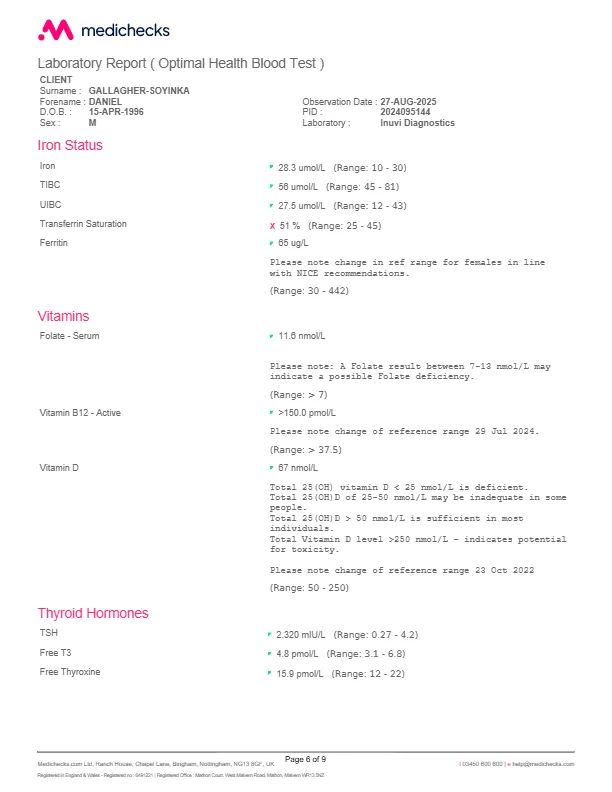 medichecks
Laboratory Report ( Optimal Health Blood Test )
CLIENT
Surname : GALLAGHER-SOYINKA
Forename : DANIEL Observation Date : 27-AUG-2025
D.O.B. : 15-APR-1996 PID : 2024095144
Sex : M Laboratory : Inuvi Diagnostics
Iron Status
Iron 28.3 umol/L (Range: 10 - 30)
TIBC 56 umol/L (Range: 45 - 81)
UIBC 27.5 umol/L (Range: 12 - 43)
Transferrin Saturation X 51 % (Range: 25 - 45)
Ferritin 65 ug/L
Please note change in ref range for females in line
with NICE recommendations.
(Range: 30 - 442)
Vitamins
Folate - Serum 11.6 nmol/L
Please note: A Folate result between 7-13 nmol/L may
indicate a possible Folate deficiency.
(Range: > 7)
Vitamin B12 - Active >150.0 pmol/L
Please note change of reference range 29 Jul 2024.
(Range: > 37.5)
Vitamin D 67 nmol/L
Total 25(OH) vitamin D < 25 nmol/L is deficient.
Total 25(OH)D of 25-50 nmol/L may be inadequate in some
people.
Total 25(OH)D > 50 nmol/L is sufficient in most
individuals.
Total Vitamin D level >250 nmol/L - indicates potential
for toxicity.
Please note change of reference range 23 Oct 2022
(Range: 50 - 250)
Thyroid Hormones
TSH 2.320 mIU/L (Range: 0.27 - 4.2)
Free T3 4.8 pmol/L (Range: 3.1 - 6.8)
Free Thyroxine 15.9 pmol/L (Range: 12 - 22)
Page 6 of 9
Medichecks.com Ltd, Ranch House, Chapel Lane, Bingham, Nottingham, NG13 8GF, UK t 03450 600 600 | e help@medichecks.com
Registered in England & Wales - Registered no.: 6491221 | Registered Office : Mathon Court, West Malvern Road, Mathon, Malvern WR13 5NZ